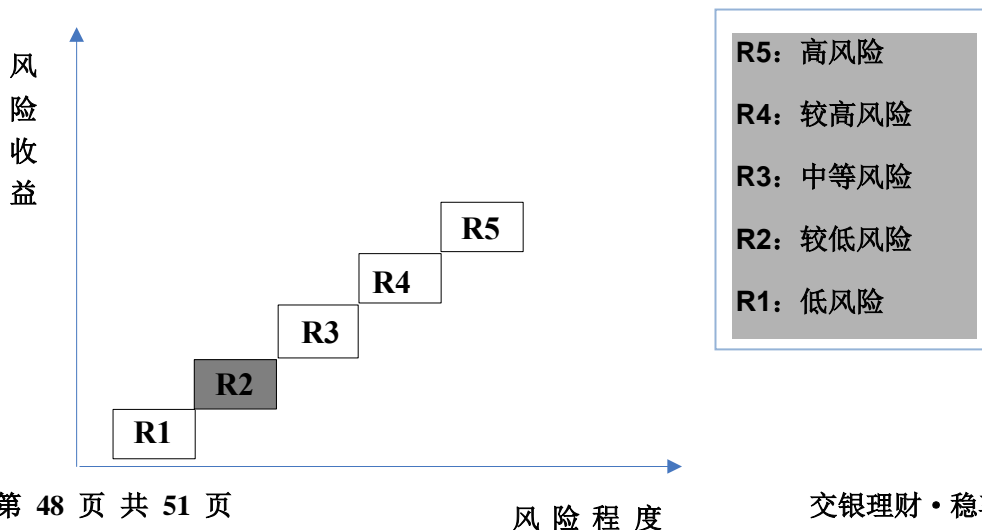 风
险
收
益
R5：高风险
R4：较高风险
R3：中等风险
R2：较低风险
R1：低风险
R5
R4
R3
R2
R1
第 48 页 共 51 页
风 险 程 度
交银理财·稳